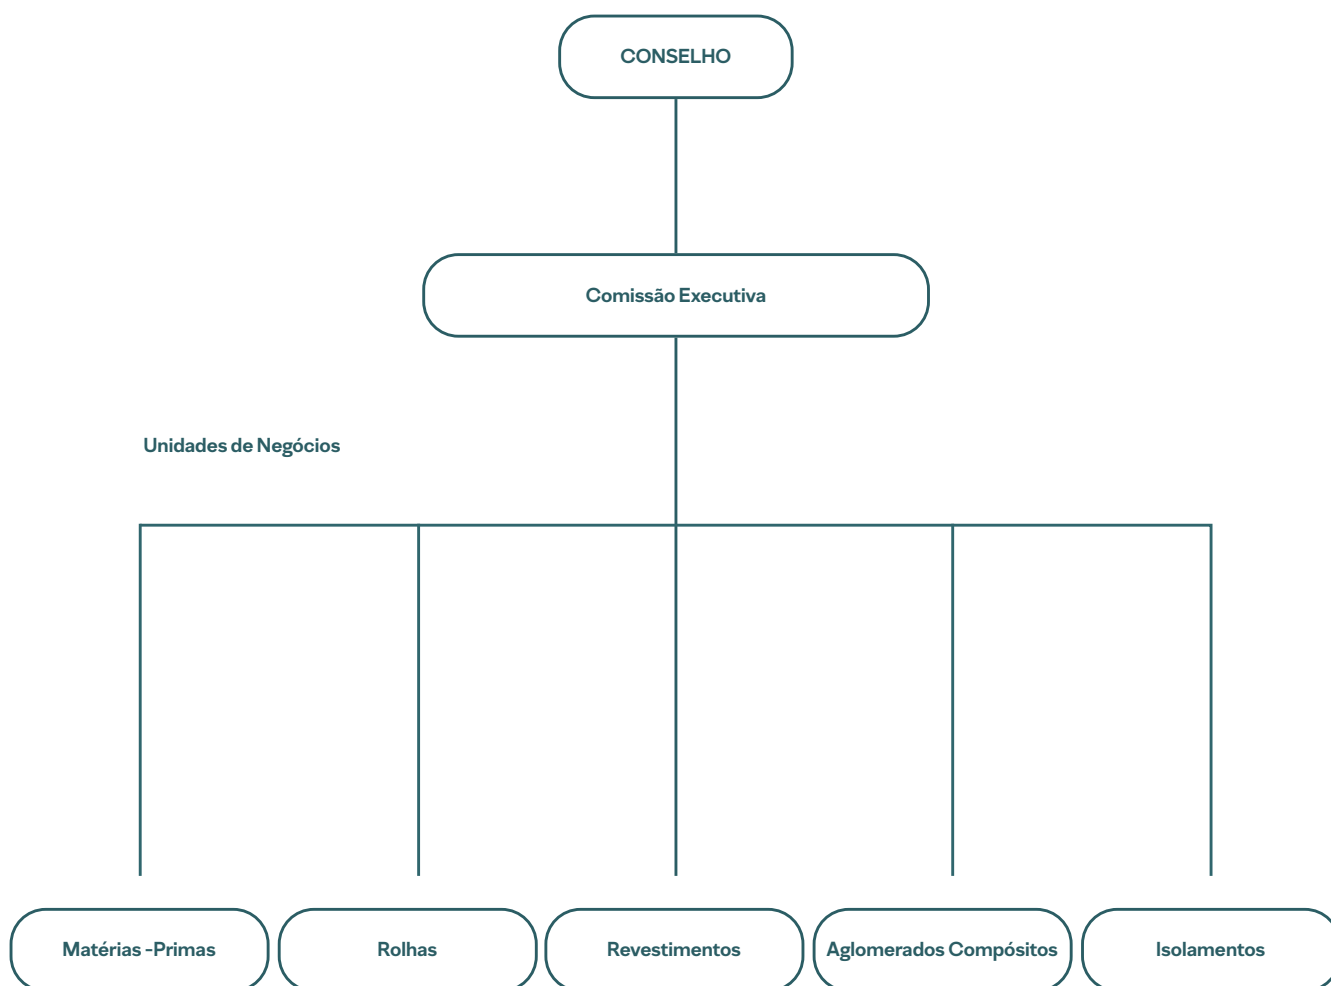 CONSELHO
Comissão Executiva
Unidades de Negócios
Matérias -Primas
Rolhas
Revestimentos
Aglomerados Compósitos
Isolamentos